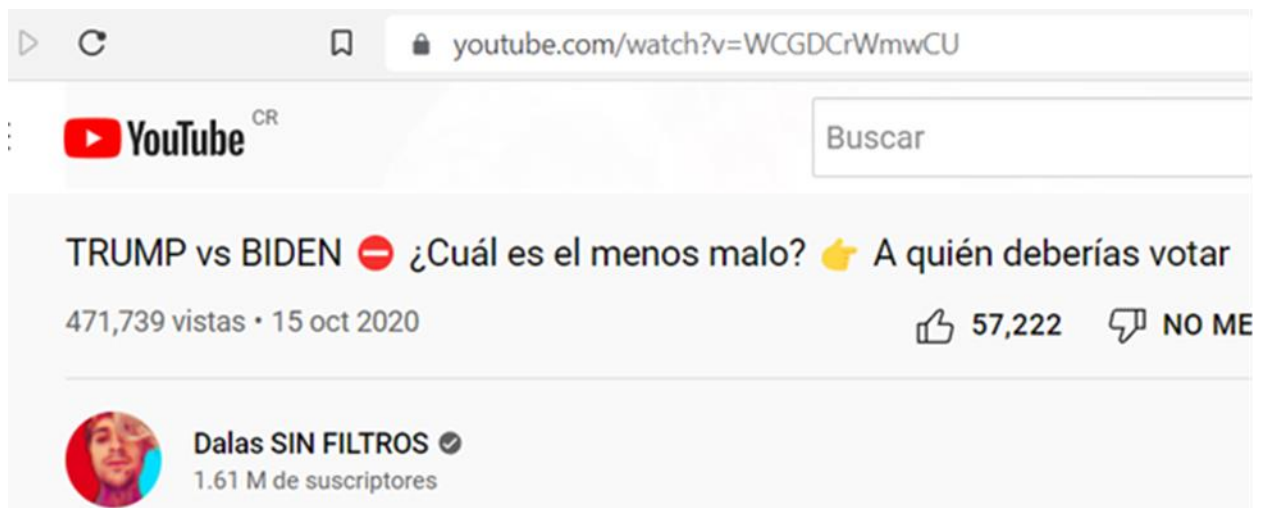 youtube.com/watch?v=WCGDCrWmwCU
YouTube CR
Buscar
TRUMP vs BIDEN ⛔ ¿Cuál es el menos malo? 👉 A quién deberías votar
471,739 vistas • 15 oct 2020 57,222 NO ME
Dalas SIN FILTROS
1.61 M de suscriptores